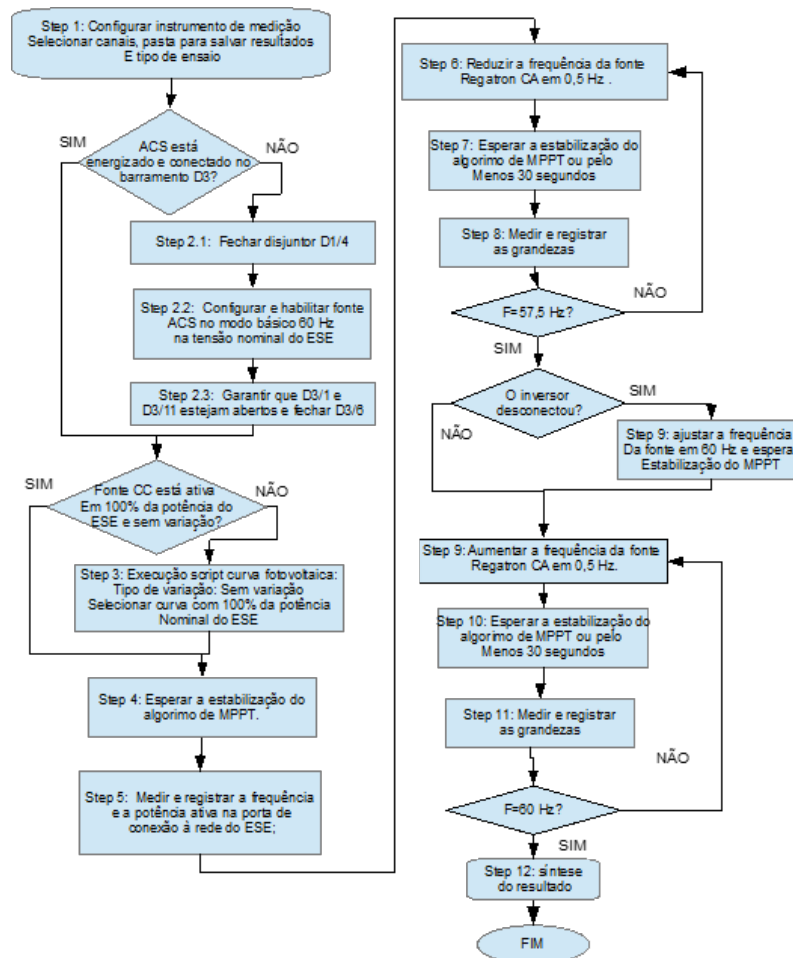 Step 1: Configurar instrumento de medição
Selecionar canais, pasta para salvar resultados
E tipo de ensaio
SIM
ACS está
energizado e conectado no
barramento D3?
NÃO
Step 2.1: Fechar disjuntor D1/4
Step 2.2: Configurar e habilitar fonte
ACS no modo básico 60 Hz
na tensão nominal do ESE
Step 2.3: Garantir que D3/1 e
D3/11 estejam abertos e fechar D3/6
SIM
Fonte CC está ativa
Em 100% da potência do
ESE e sem variação?
NÃO
Step 3: Execução script curva fotovoltaica:
Tipo de variação: Sem variação
Selecionar curva com 100% da potência
Nominal do ESE
Step 4: Esperar a estabilização do
algorimo de MPPT.
Step 5: Medir e registrar a frequência
e a potência ativa na porta de
conexão à rede do ESE;
Step 6: Reduzir a frequência da fonte
Regatron CA em 0,5 Hz .
Step 7: Esperar a estabilização do
algorimo de MPPT ou pelo
Menos 30 segundos
Step 8: Medir e registrar
as grandezas
NÃO
F=57,5 Hz?
SIM
O inversor
desconectou?
SIM
NÃO
Step 9: ajustar a frequência
Da fonte em 60 Hz e espera
Estabilização do MPPT
Step 9: Aumentar a frequência da fonte
Regatron CA em 0,5 Hz.
Step 10: Esperar a estabilização do
algorimo de MPPT ou pelo
Menos 30 segundos
Step 11: Medir e registrar
as grandezas
NÃO
F=60 Hz?
SIM
Step 12: síntese
do resultado
FIM